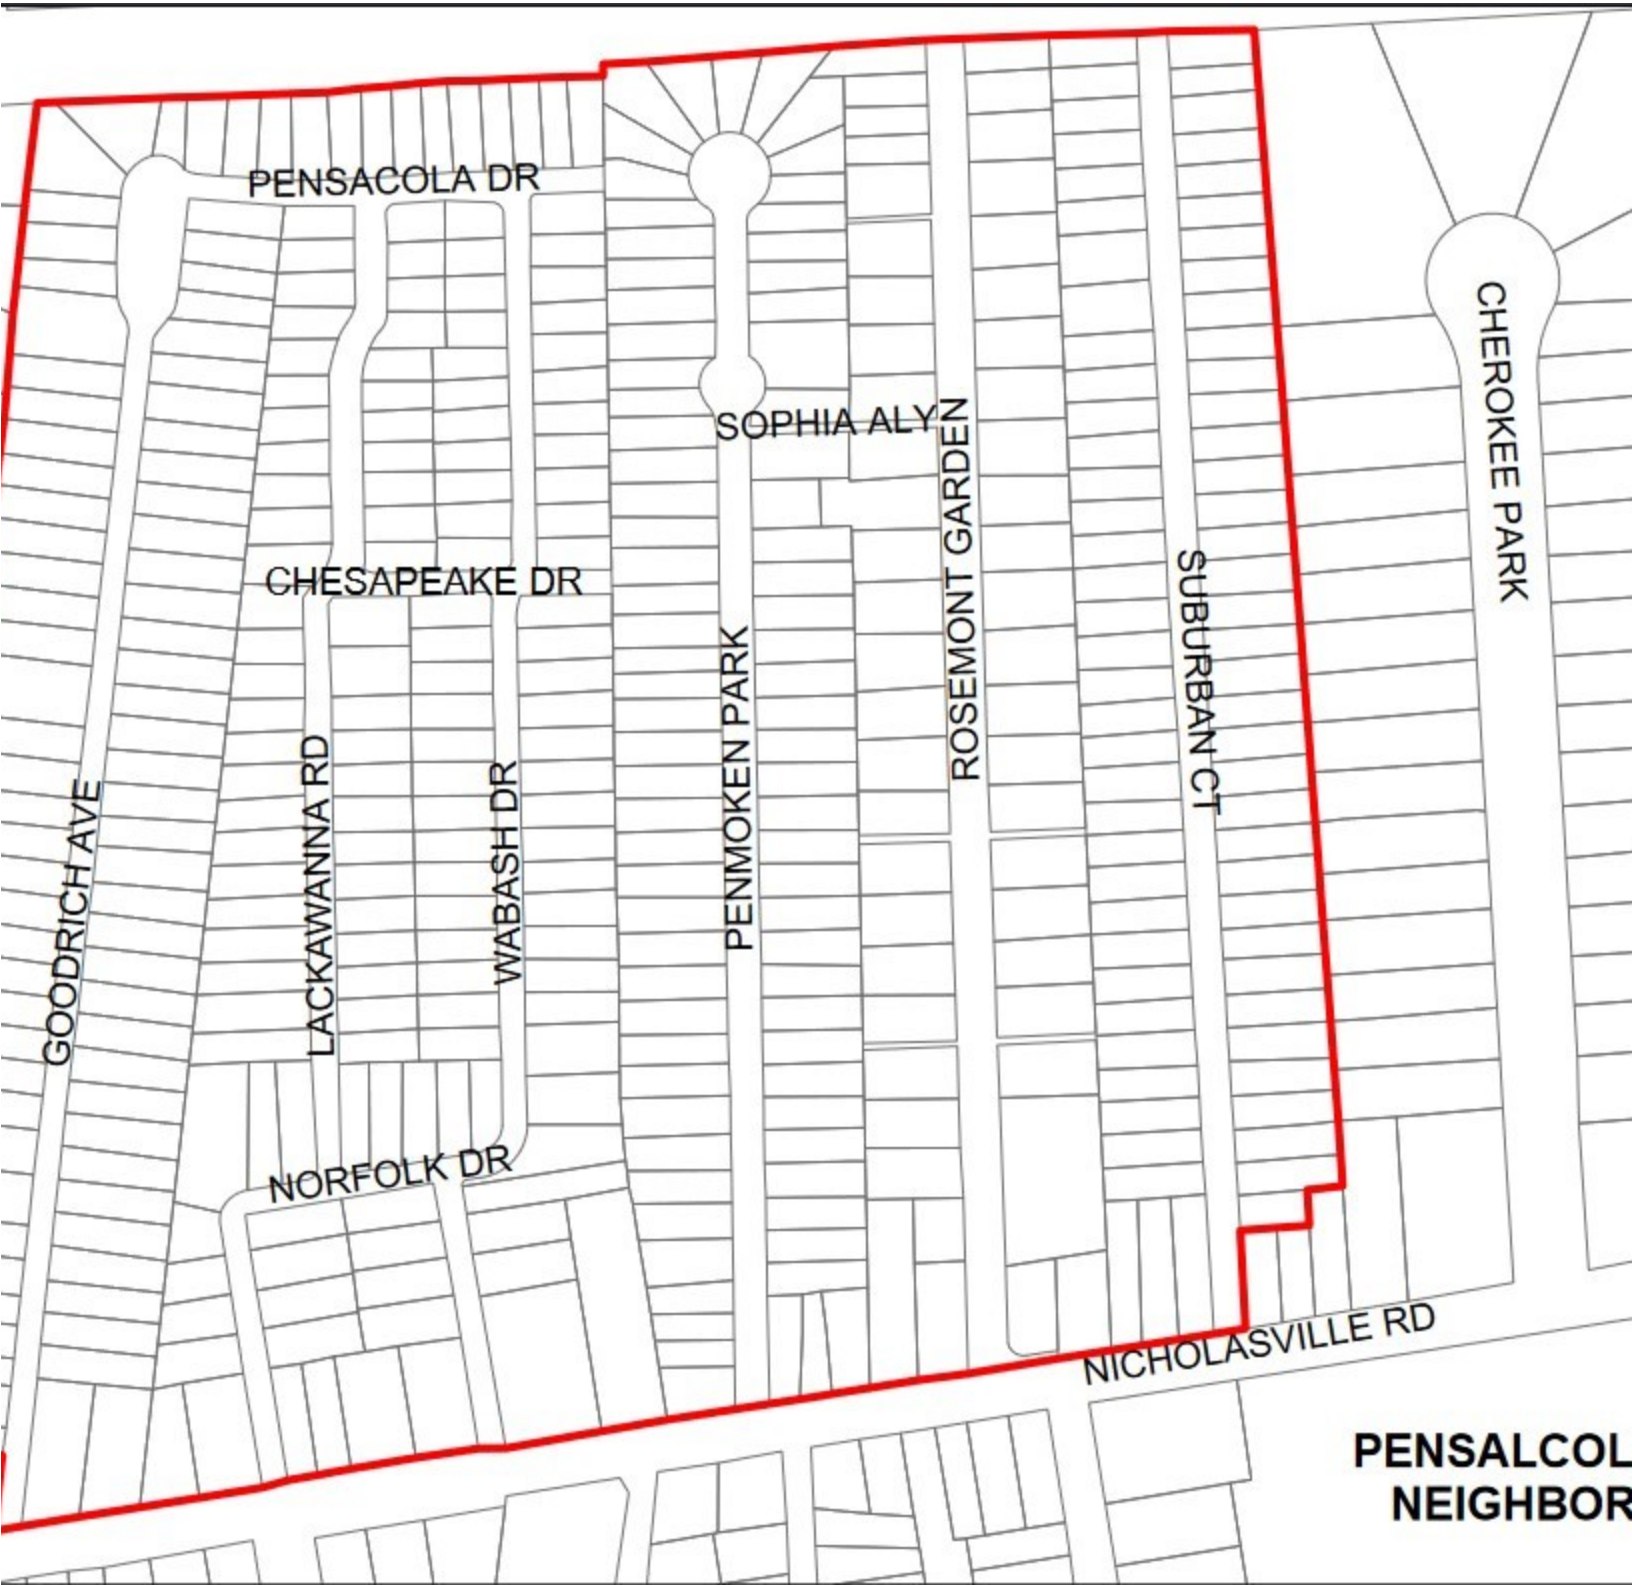 PENSACOLA DR
CHEROKEE PARK
SOPHIA ALY
ROSEMONT GARDEN
SUBURBAN CT
CHESAPEAKE DR
PENMOKEN PARK
LACKAWANNA RD
WABASH DR
GOODRICH AVE
NORFOLK DR
NICHOLASVILLE RD
PENSALCOL
NEIGHBOR